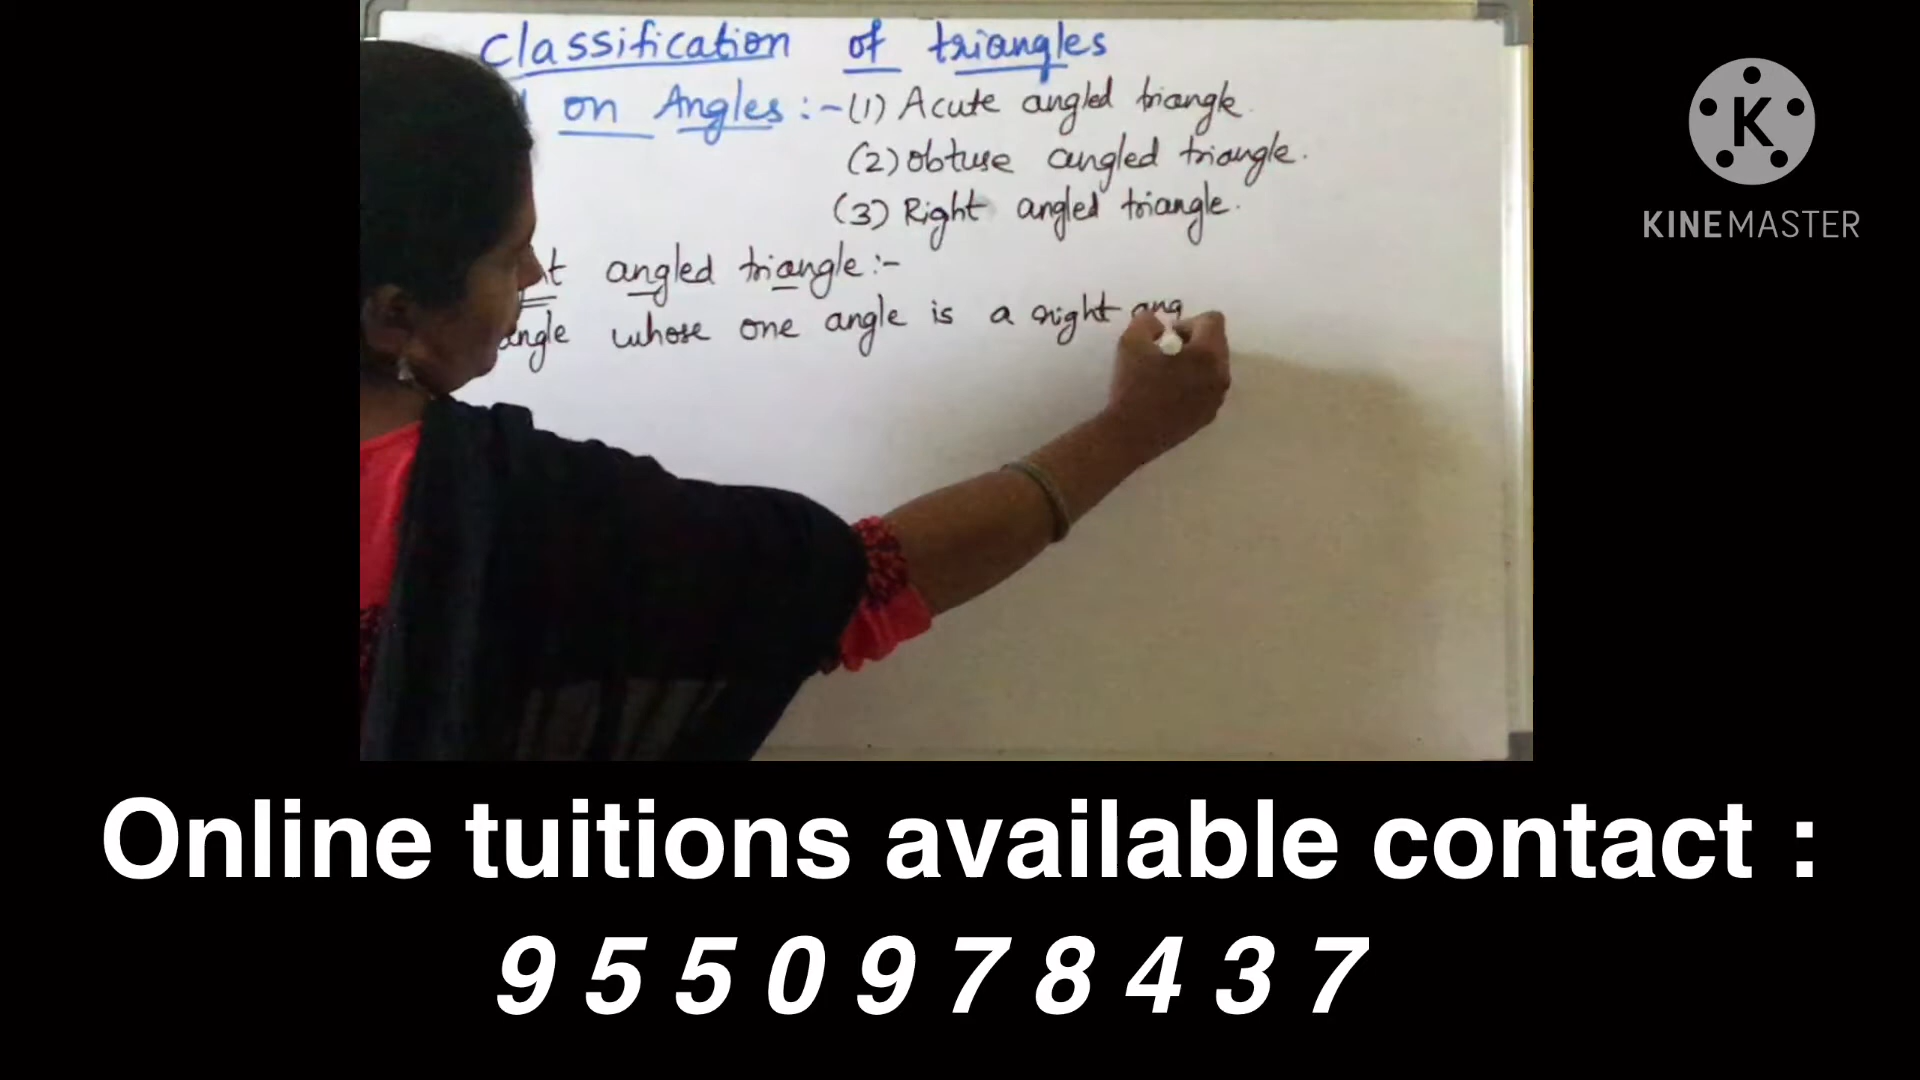 Classification of triangles
on Angles :- (1) Acute angled triangle.
(2) obtuse angled triangle.
(3) Right angled triangle.
angled triangle :-
angle whose one angle is a right ang
KINEMASTER
Online tuitions available contact :
9 5 5 0 9 7 8 4 3 7